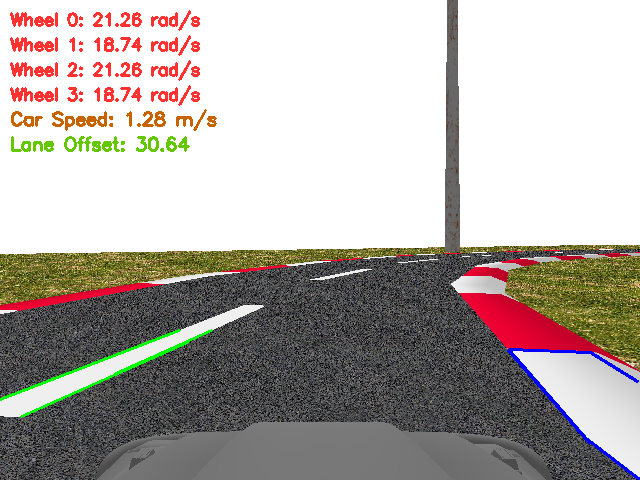 Wheel 0: 21.26 rad/s
Wheel 1: 18.74 rad/s
Wheel 2: 21.26 rad/s
Wheel 3: 18.74 rad/s
Car Speed: 1.28 m/s
Lane Offset: 30.64